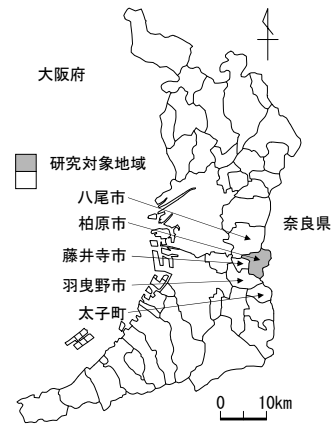 大阪府
研究対象地域
八尾市
柏原市
奈良県
藤井寺市
羽曳野市
太子町
0 10km